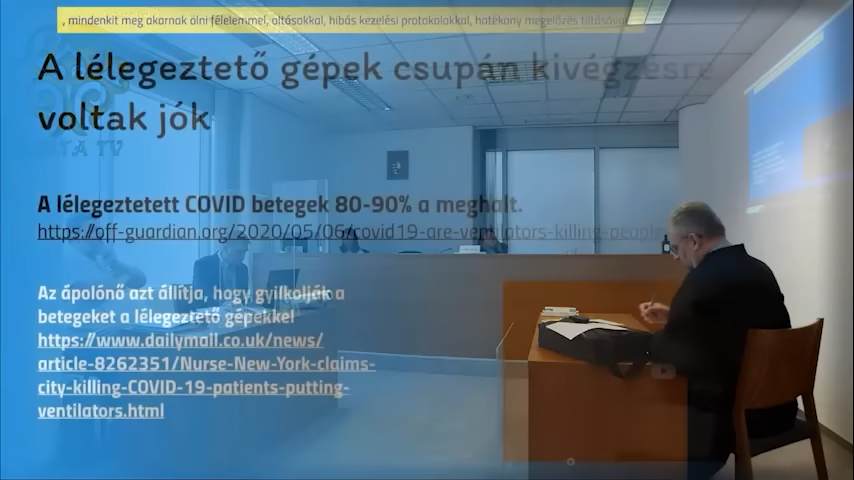 , mindenkit meg akarnak ölni félelemmel, oltásokkal, hibás kezelési protokolokkal, hatékony megelőzés tiltásával
A lélegeztető gépek csupán kivégzésre
voltak jók
TA TV
A lélegeztetett COVID betegek 80-90% a meghalt.
https://off-guardian.org/2020/05/06/covid19-are-ventilators-killing-people
Az ápolónő azt állítja, hogy gyilkolják a
betegeket a lélegeztető gépekkel
https://www.dailymail.co.uk/news/
article-8262351/Nurse-New-York-claims-
city-killing-COVID-19-patients-putting-
ventilators.html